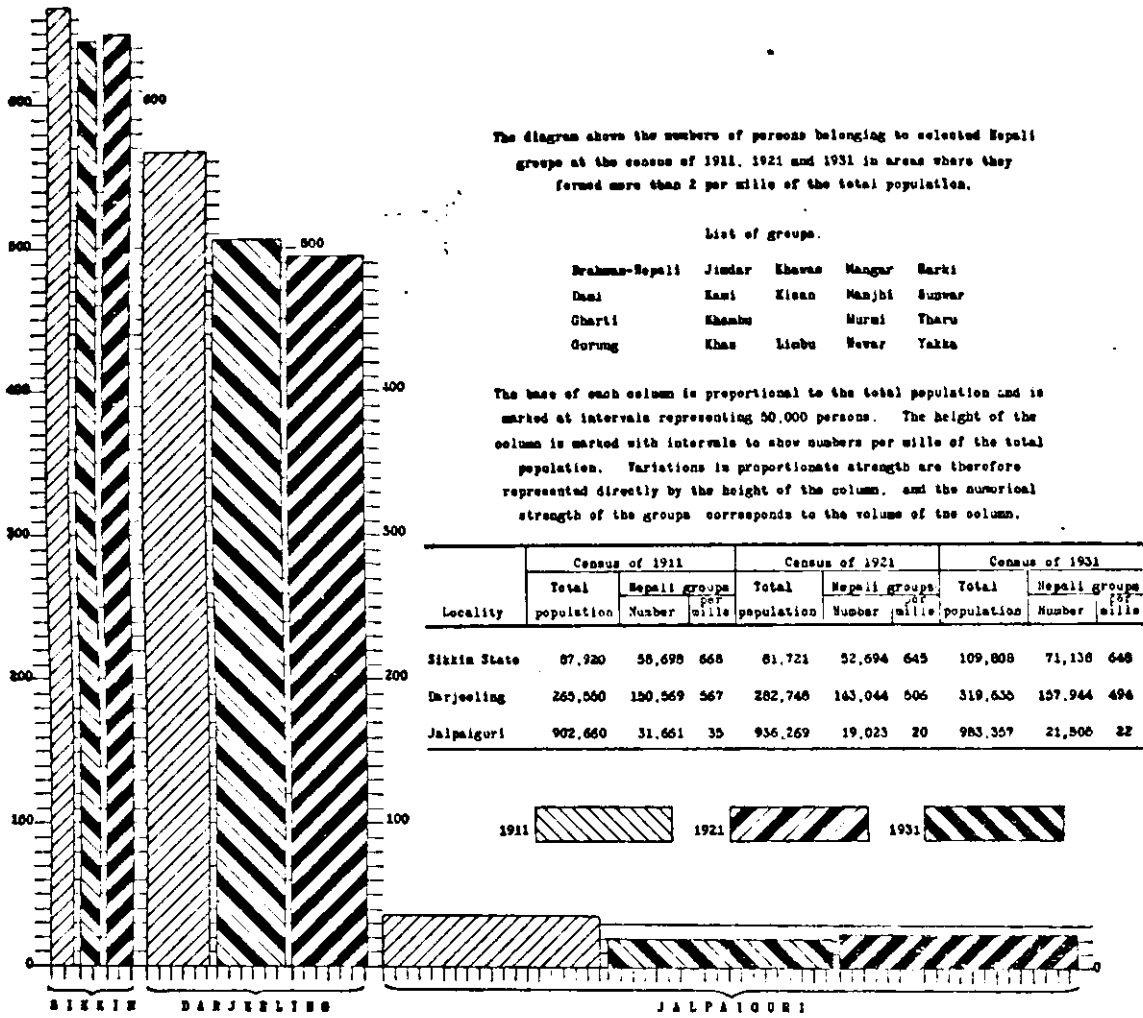 The diagram shows the numbers of persons belonging to selected Nepali
groups at the census of 1911, 1921 and 1931 in areas where they
formed more than 2 per mille of the total population.
List of groups.
Brahman-Nepali Jimdar Khawas Mangar Sarki
Dami Kami Kisan Manjhi Sunwar
Gharti Khambu Murmi Tharu
Gurung Khas Limbu Newar Yakka
The base of each column is proportional to the total population and is
marked at intervals representing 50,000 persons. The height of the
column is marked with intervals to show numbers per mille of the total
population. Variations in proportionate strength are therefore
represented directly by the height of the column, and the numerical
strength of the groups corresponds to the volume of the column.
Census of 1911 Census of 1921 Census of 1931
Total Nepali groups Total Nepali groups Total Nepali groups
Locality population Number per mille population Number per mille population Number per mille
Sikkim State 87,920 58,698 668 81,721 52,694 645 109,808 71,138 648
Darjeeling 265,550 150,569 567 282,748 143,044 506 319,635 157,944 494
Jalpaiguri 902,660 31,661 35 936,269 19,023 20 983,357 21,508 22
1911 1921 1931
600 600
500 500
400 400
300 300
200 200
100 100
0 0
SIKKIM DARJEELING JALPAIGURI